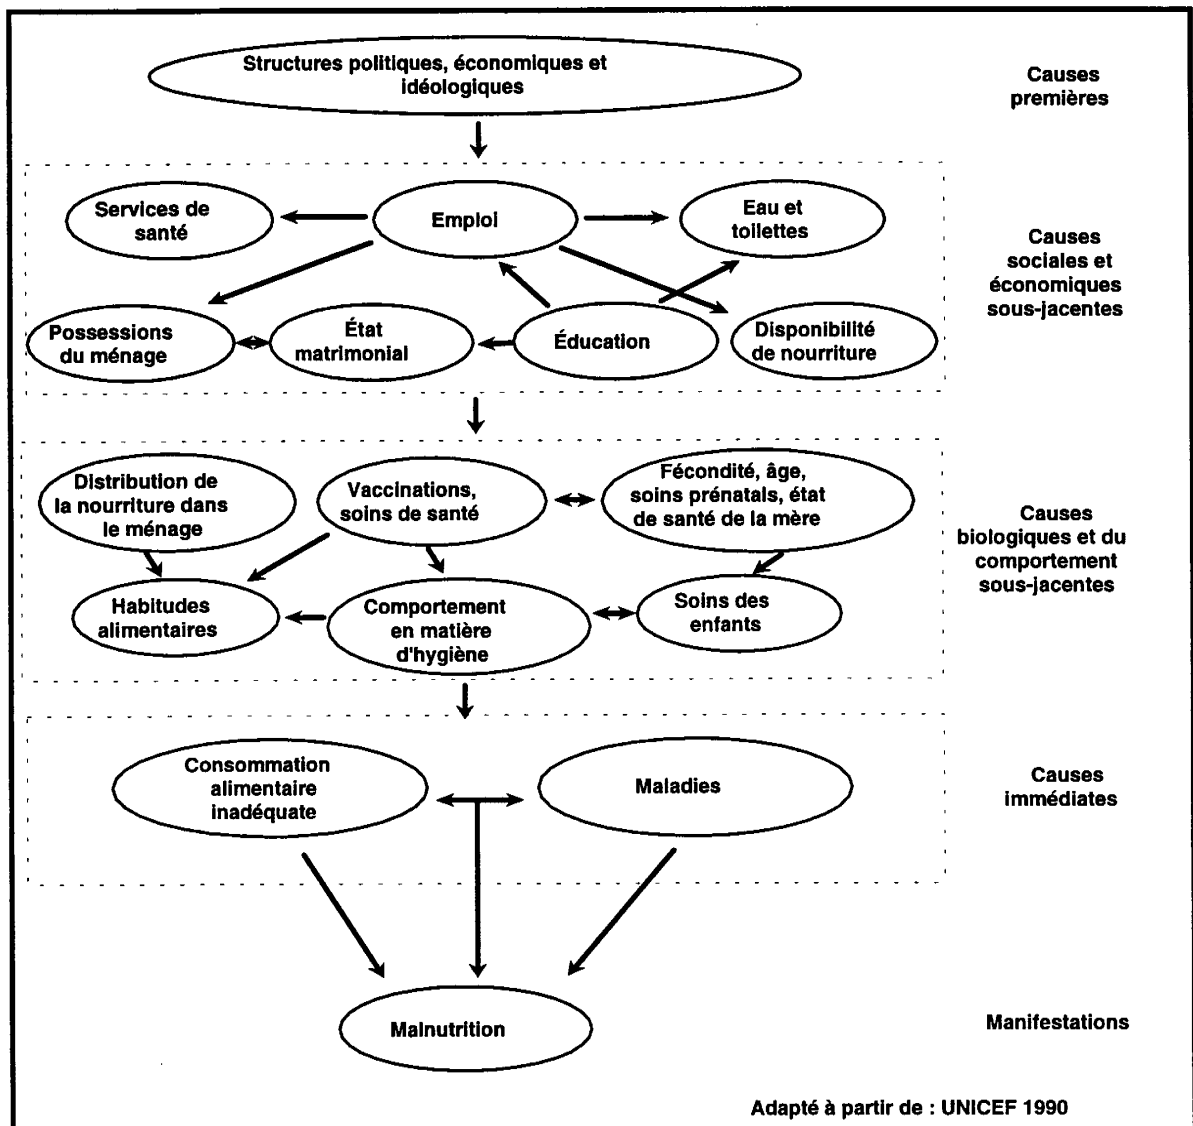 Structures politiques, économiques et
idéologiques
Causes
premières
Services de
santé
Emploi
Eau et
toilettes
Causes
sociales et
économiques
sous-jacentes
Possessions
du ménage
État
matrimonial
Éducation
Disponibilité
de nourriture
Distribution de
la nourriture dans
le ménage
Vaccinations,
soins de santé
Fécondité, âge,
soins prénatals, état
de santé de la mère
Causes
biologiques et du
comportement
sous-jacentes
Habitudes
alimentaires
Comportement
en matière
d'hygiène
Soins des
enfants
Consommation
alimentaire
inadéquate
Maladies
Causes
immédiates
Malnutrition
Manifestations
Adapté à partir de : UNICEF 1990